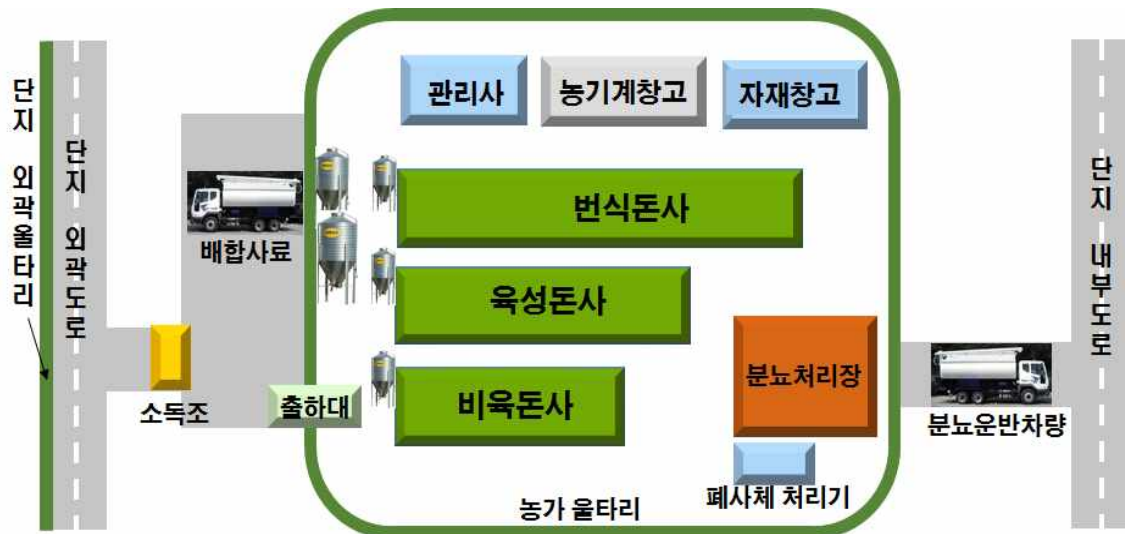 단지 외곽울타리
단지 외곽도로
관리사
농기계창고
자재창고
번식돈사
배합사료
육성돈사
단지 내부도로
분뇨처리장
비육돈사
출하대
소독조
분뇨운반차량
폐사체 처리기
농가 울타리